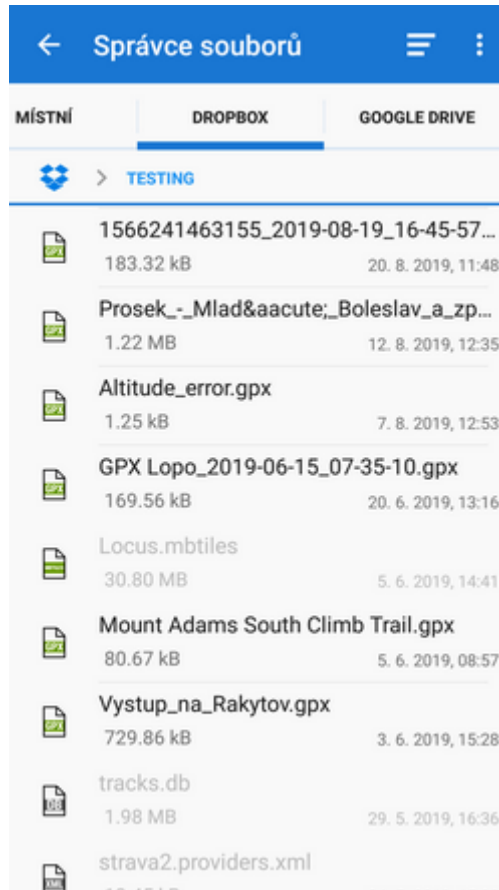 Správce souborů
MÍSTNÍ
DROPBOX
GOOGLE DRIVE
TESTING
1566241463155_2019-08-19_16-45-57...
183.32 kB
20. 8. 2019, 11:48
Prosek_-_Mlad&aacute;_Boleslav_a_zp...
1.22 MB
12. 8. 2019, 12:35
Altitude_error.gpx
1.25 kB
7. 8. 2019, 12:53
GPX Lopo_2019-06-15_07-35-10.gpx
169.56 kB
20. 6. 2019, 13:16
Locus.mbtiles
30.80 MB
5. 6. 2019, 14:41
Mount Adams South Climb Trail.gpx
80.67 kB
5. 6. 2019, 08:57
Vystup_na_Rakytov.gpx
729.86 kB
3. 6. 2019, 15:28
tracks.db
1.98 MB
29. 5. 2019, 16:36
strava2.providers.xml